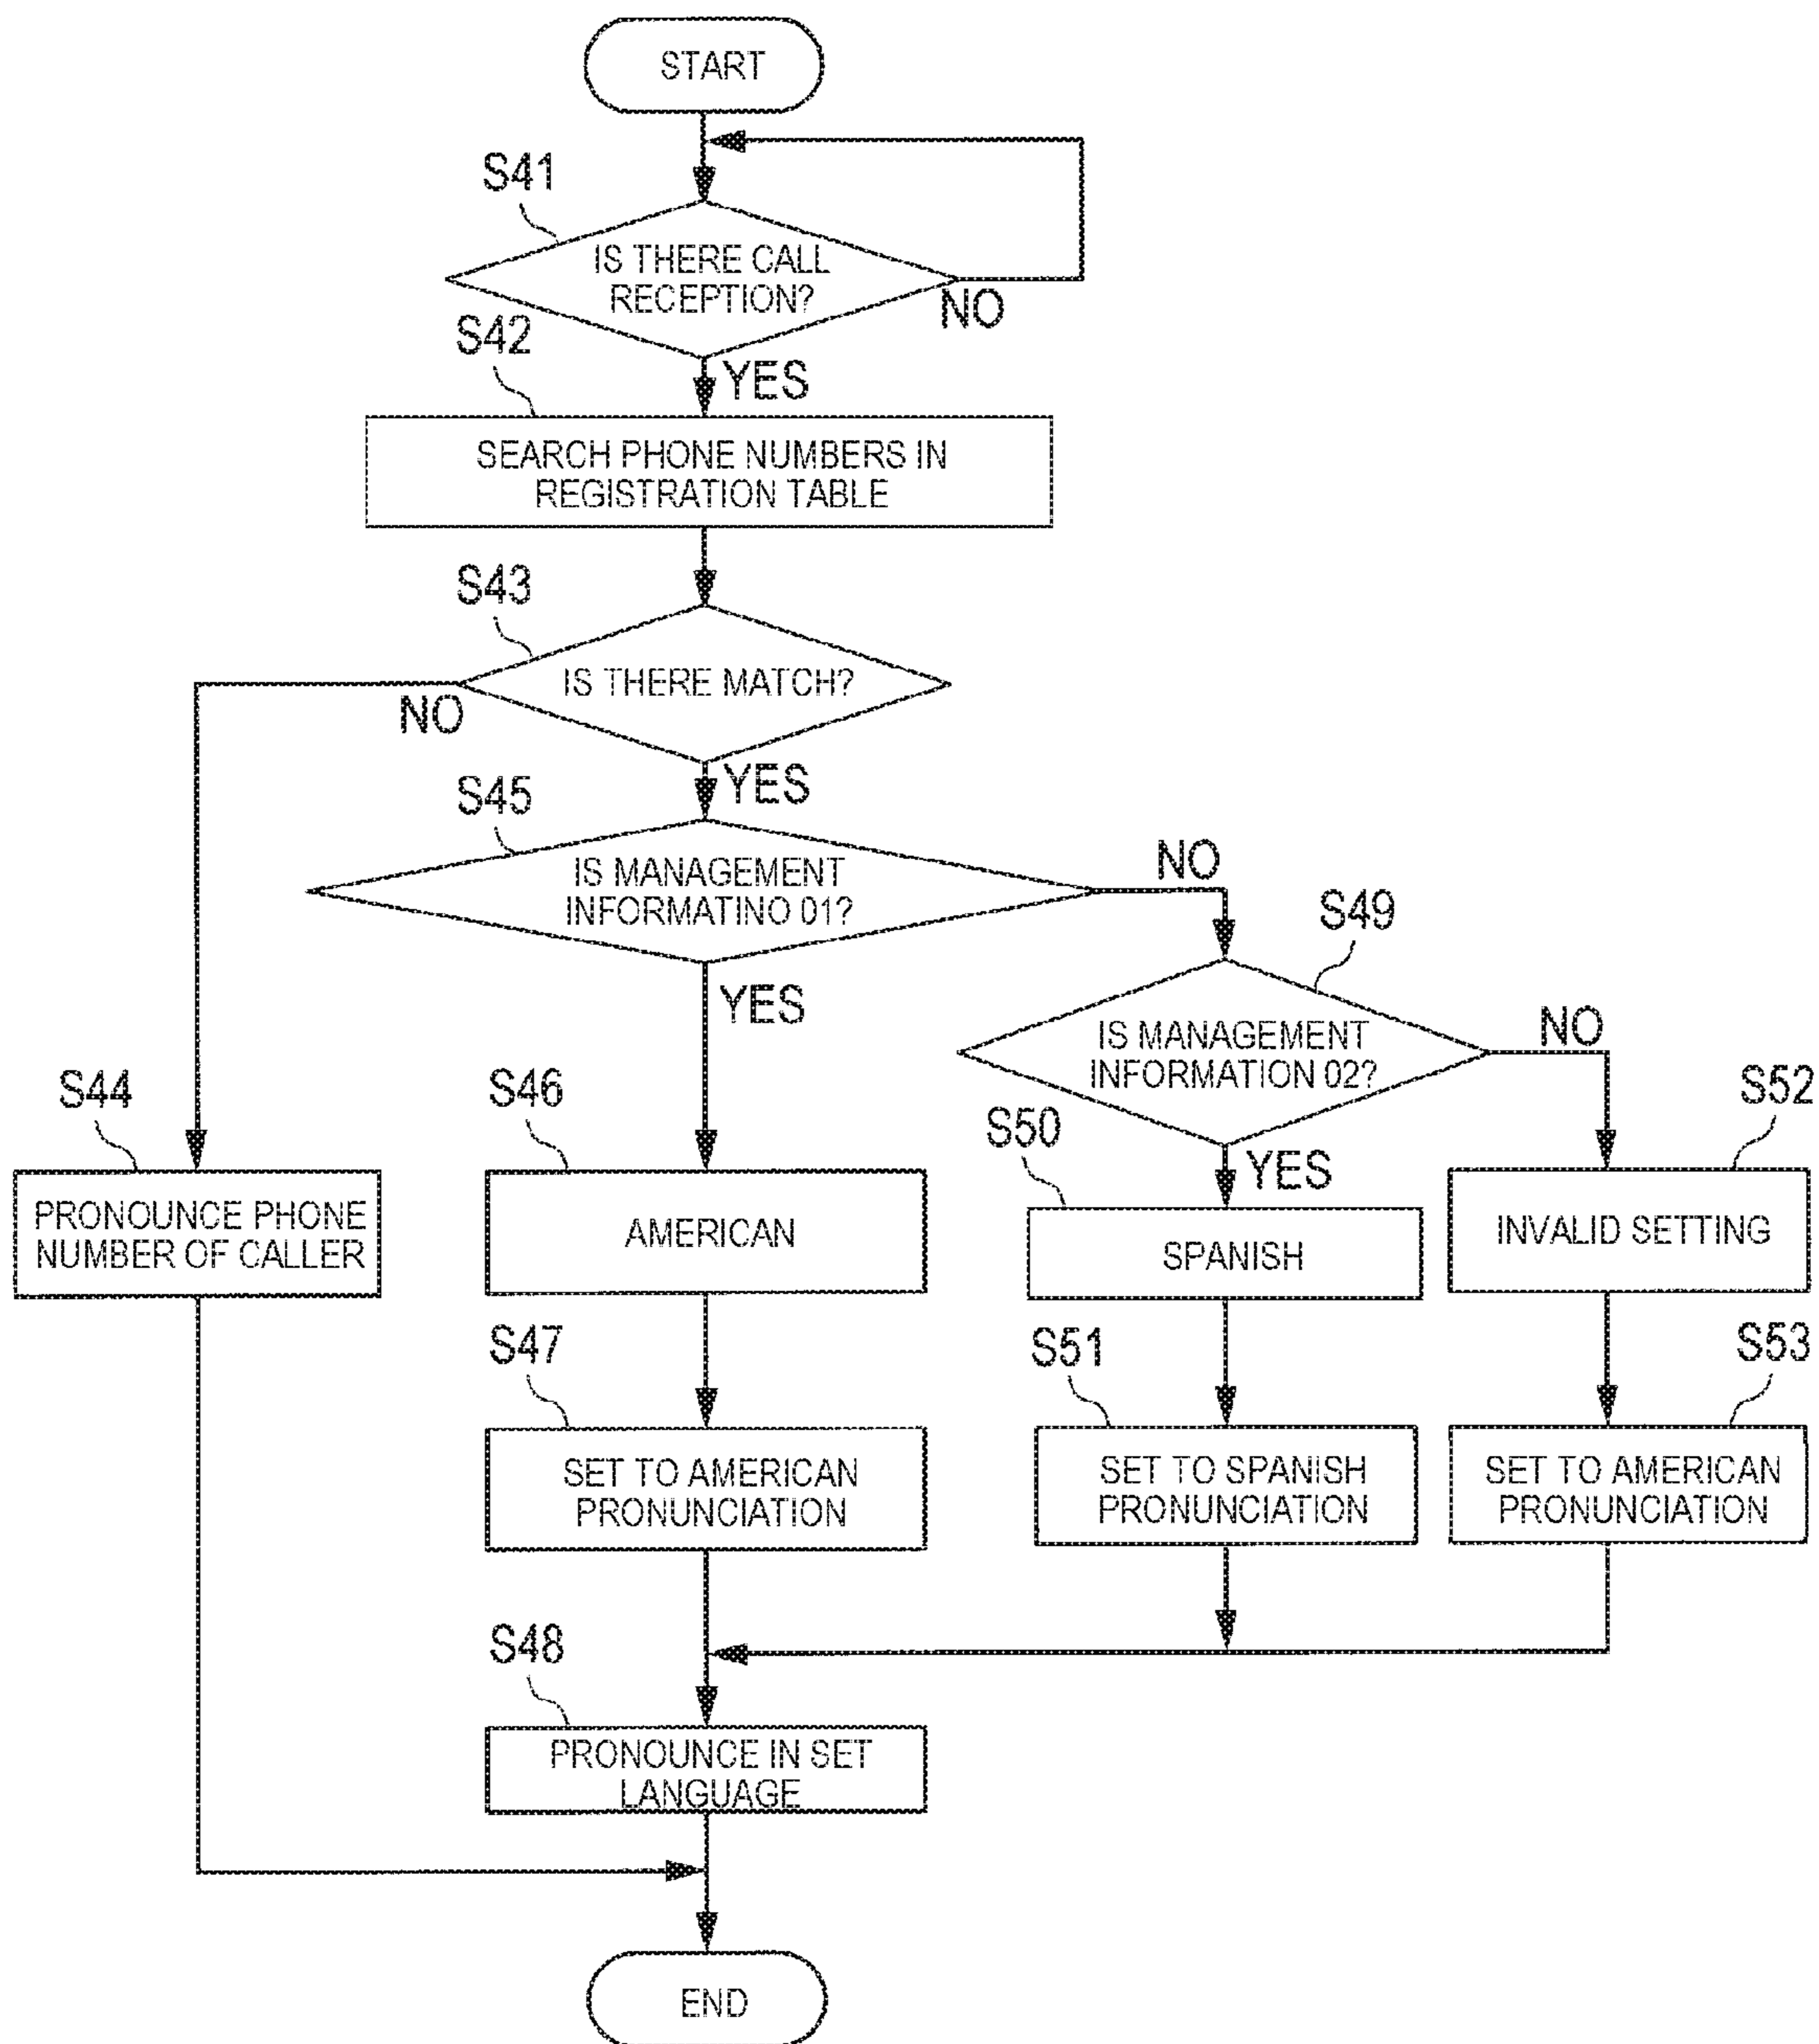 START
S41
IS THERE CALL
RECEPTION?
NO
S42
YES
SEARCH PHONE NUMBERS IN
REGISTRATION TABLE
S43
IS THERE MATCH?
NO
YES
S45
IS MANAGEMENT
INFORMATINO 01?
NO
YES
S49
IS MANAGEMENT
INFORMATION 02?
NO
YES
S44
PRONOUNCE PHONE
NUMBER OF CALLER
S46
AMERICAN
S50
SPANISH
S52
INVALID SETTING
S47
SET TO AMERICAN
PRONUNCIATION
S51
SET TO SPANISH
PRONUNCIATION
S53
SET TO AMERICAN
PRONUNCIATION
S48
PRONOUNCE IN SET
LANGUAGE
END